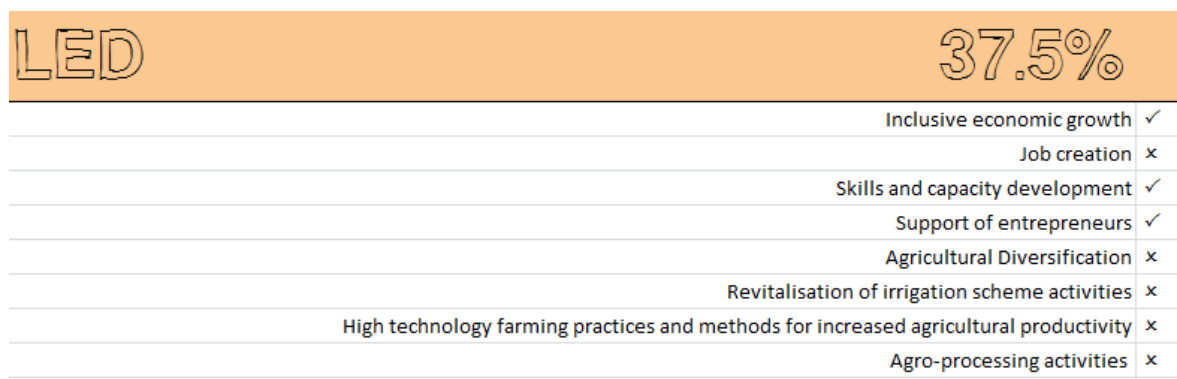 LED 37.5%
Inclusive economic growth ✓
Job creation x
Skills and capacity development ✓
Support of entrepreneurs ✓
Agricultural Diversification x
Revitalisation of irrigation scheme activities x
High technology farming practices and methods for increased agricultural productivity x
Agro-processing activities x